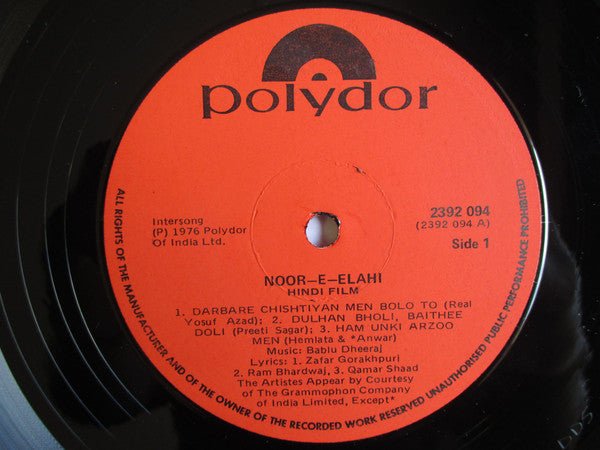 polydor
Intersong
(P) 1976 Polydor
Of India Ltd.
2392 094
(2392 094 A)
Side 1
NOOR-E-ELAHI
HINDI FILM
1. DARBARE CHISHTIYAN MEN BOLO TO (Real
Yosuf Azad); 2. DULHAN BHOLI, BAITHEE
DOLI (Preeti Sagar); 3. HAM UNKI ARZOO
MEN (Hemlata & *Anwar)
Music: Bablu Dheeraj
Lyrics: 1. Zafar Gorakhpuri
2. Ram Bhardwaj, 3. Qamar Shaad
The Artistes Appear by Courtesy
of The Grammophon Company
of India Limited, Except*
ALL RIGHTS OF THE MANUFACTURER AND OF THE OWNER OF THE RECORDED WORK RESERVED UNAUTHORISED PUBLIC PERFORMANCE PROHIBITED